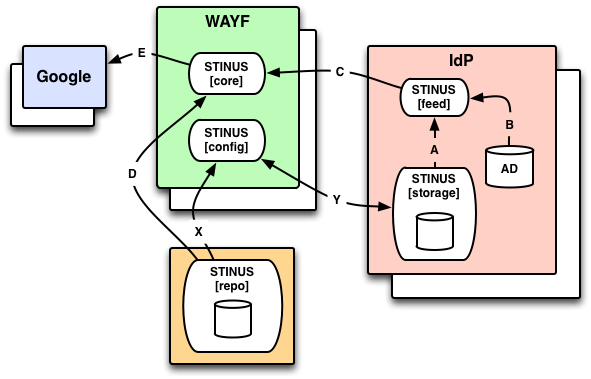 WAYF
E
Google
STINUS
[core]
C
IdP
STINUS
[feed]
B
STINUS
[config]
A
AD
D
STINUS
[storage]
Y
X
STINUS
[repo]